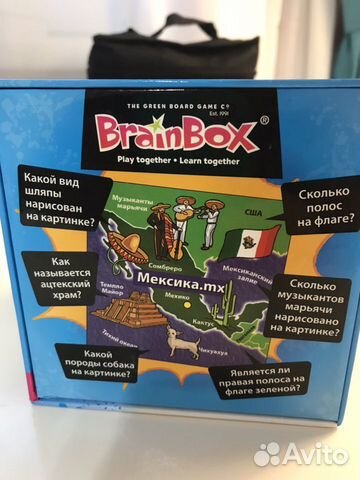 THE GREEN BOARD GAME CO
Est. 1991
BRAINBOX®
Play together • Learn together
Какой вид
шляпы
нарисован
на картинке?
Музыканты
марьячи
США
Сколько
полос
на флаге?
Как
называется
ацтекский
храм?
Сомбреро
Мексиканский
залив
Темпло
Майор
Мексика.mx
Мехико
Кактус
Сколько
музыкантов
марьячи
нарисовано
на картинке?
Тихий океан
Чихуахуа
Какой
породы собака
на картинке?
Является ли
правая полоса на
флаге зеленой?
Avito